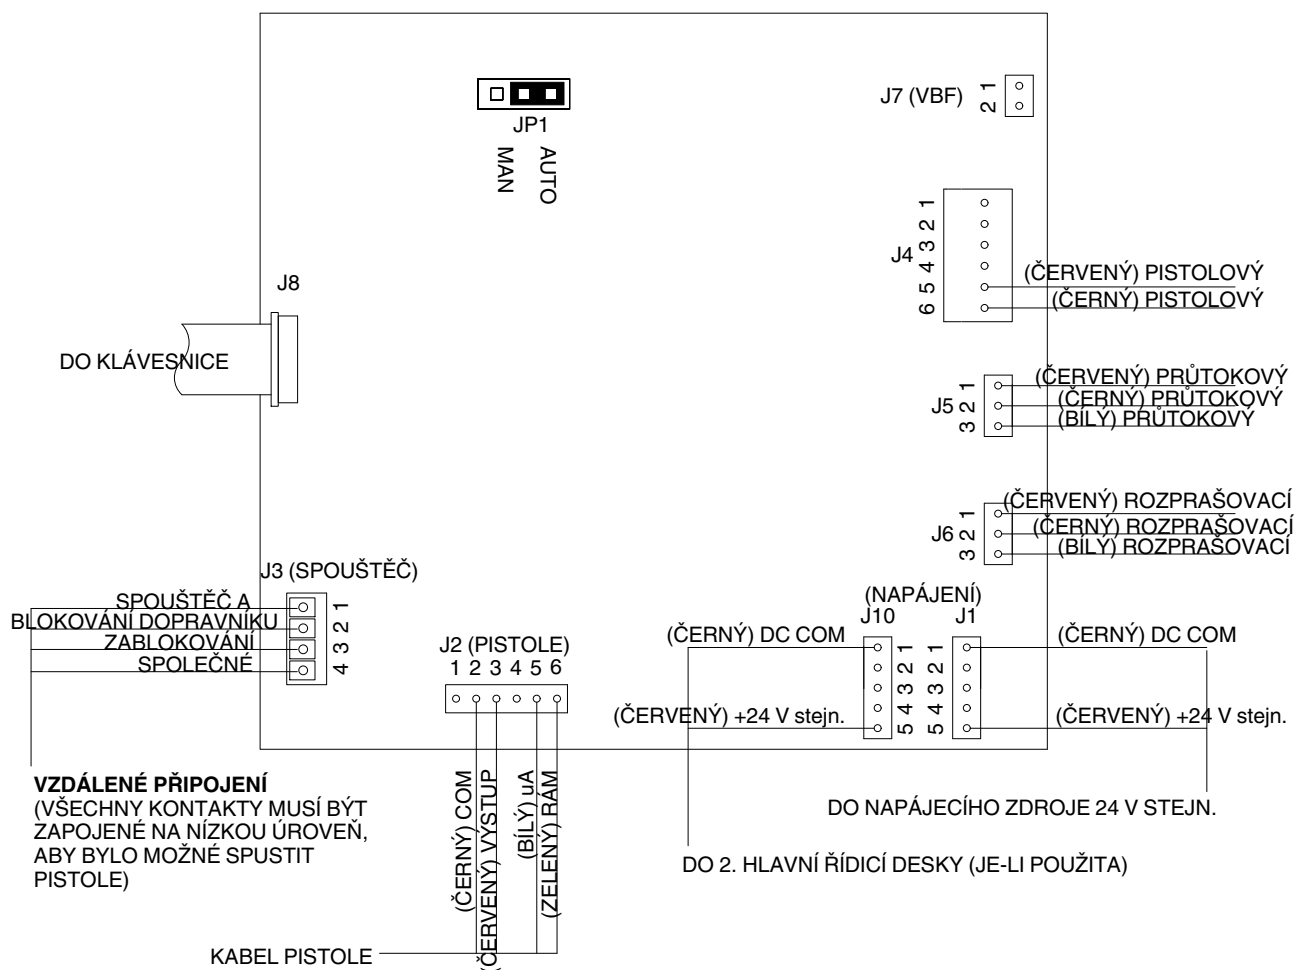 J7 (VBF)
1
2
JP1
MAN
AUTO
J4
1
2
3
4
5
6
(ČERVENÝ) PISTOLOVÝ
(ČERNÝ) PISTOLOVÝ
J8
DO KLÁVESNICE
J5
1
2
3
(ČERVENÝ) PRŮTOKOVÝ
(ČERNÝ) PRŮTOKOVÝ
(BÍLÝ) PRŮTOKOVÝ
J6
1
2
3
(ČERVENÝ) ROZPRAŠOVACÍ
(ČERNÝ) ROZPRAŠOVACÍ
(BÍLÝ) ROZPRAŠOVACÍ
J3 (SPOUŠTĚČ)
SPOUŠTĚČ A
BLOKOVÁNÍ DOPRAVNÍKU
ZABLOKOVÁNÍ
SPOLEČNÉ
1
2
3
4
J2 (PISTOLE)
1 2 3 4 5 6
(NAPÁJENÍ)
J10
J1
(ČERNÝ) DC COM
1 1
2 2
3 3
4 4
5 5
(ČERNÝ) DC COM
(ČERVENÝ) +24 V stejn.
(ČERVENÝ) +24 V stejn.
VZDÁLENÉ PŘIPOJENÍ
(VŠECHNY KONTAKTY MUSÍ BÝT
ZAPOJENÉ NA NÍZKOU ÚROVEŇ,
ABY BYLO MOŽNÉ SPUSTIT
PISTOLE)
(ČERNÝ) COM
(ČERVENÝ) VÝSTUP
(BÍLÝ) uA
(ZELENÝ) RÁM
DO NAPÁJECÍHO ZDROJE 24 V STEJN.
DO 2. HLAVNÍ ŘÍDICÍ DESKY (JE-LI POUŽITA)
KABEL PISTOLE